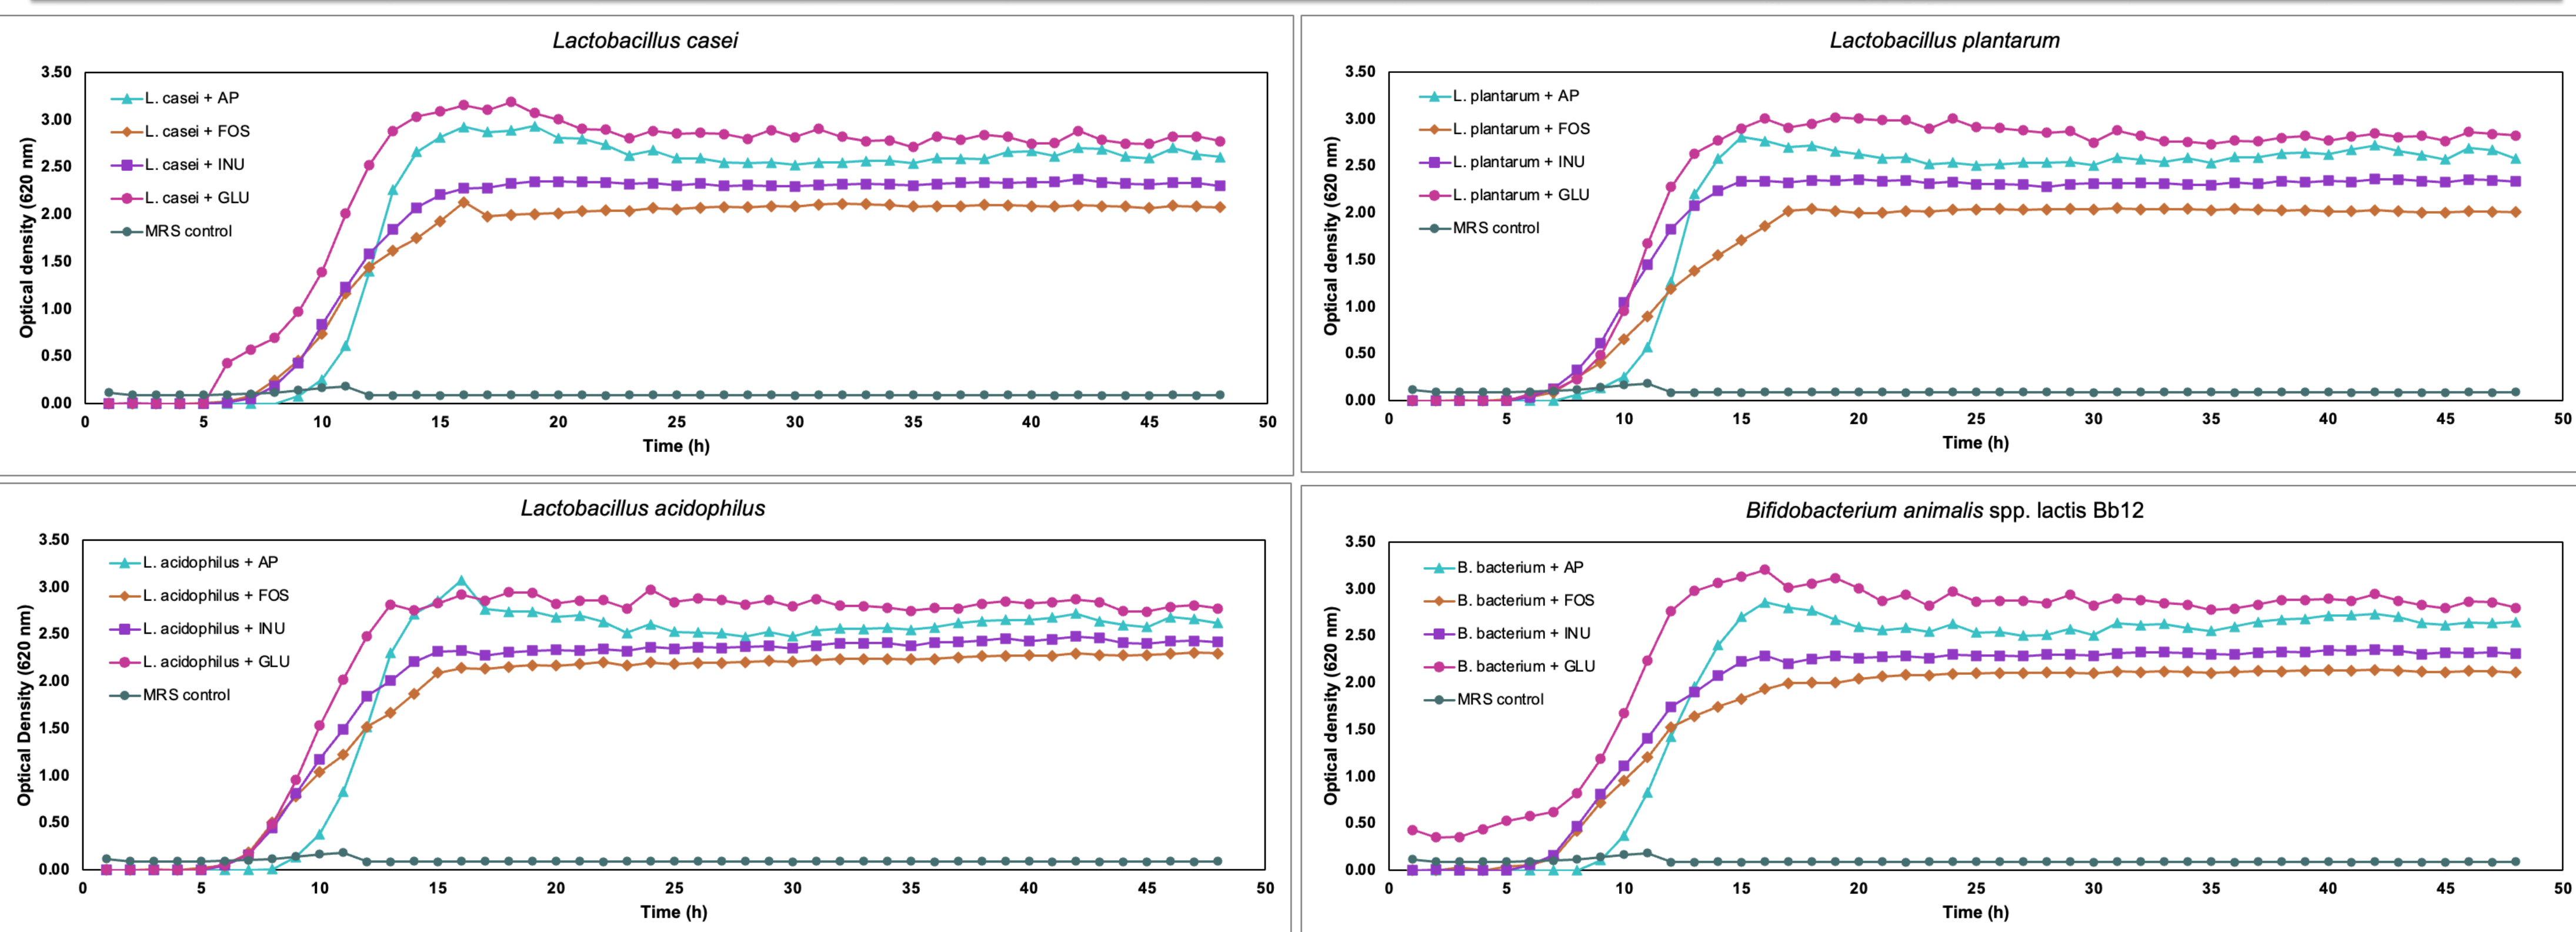 Lactobacillus casei
3.50
3.00
2.50
2.00
1.50
1.00
0.50
0.00
Optical density (620 nm)
L. casei + AP
L. casei + FOS
L. casei + INU
L. casei + GLU
MRS control
0 5 10 15 20 25 30 35 40 45 50
Time (h)
Lactobacillus plantarum
3.50
3.00
2.50
2.00
1.50
1.00
0.50
0.00
Optical density (620 nm)
L. plantarum + AP
L. plantarum + FOS
L. plantarum + INU
L. plantarum + GLU
MRS control
0 5 10 15 20 25 30 35 40 45 50
Time (h)
Lactobacillus acidophilus
3.50
3.00
2.50
2.00
1.50
1.00
0.50
0.00
Optical Density (620 nm)
L. acidophilus + AP
L. acidophilus + FOS
L. acidophilus + INU
L. acidophilus + GLU
MRS control
0 5 10 15 20 25 30 35 40 45 50
Time (h)
Bifidobacterium animalis spp. lactis Bb12
3.50
3.00
2.50
2.00
1.50
1.00
0.50
0.00
Optical density (620 nm)
B. bacterium + AP
B. bacterium + FOS
B. bacterium + INU
B. bacterium + GLU
MRS control
0 5 10 15 20 25 30 35 40 45 50
Time (h)